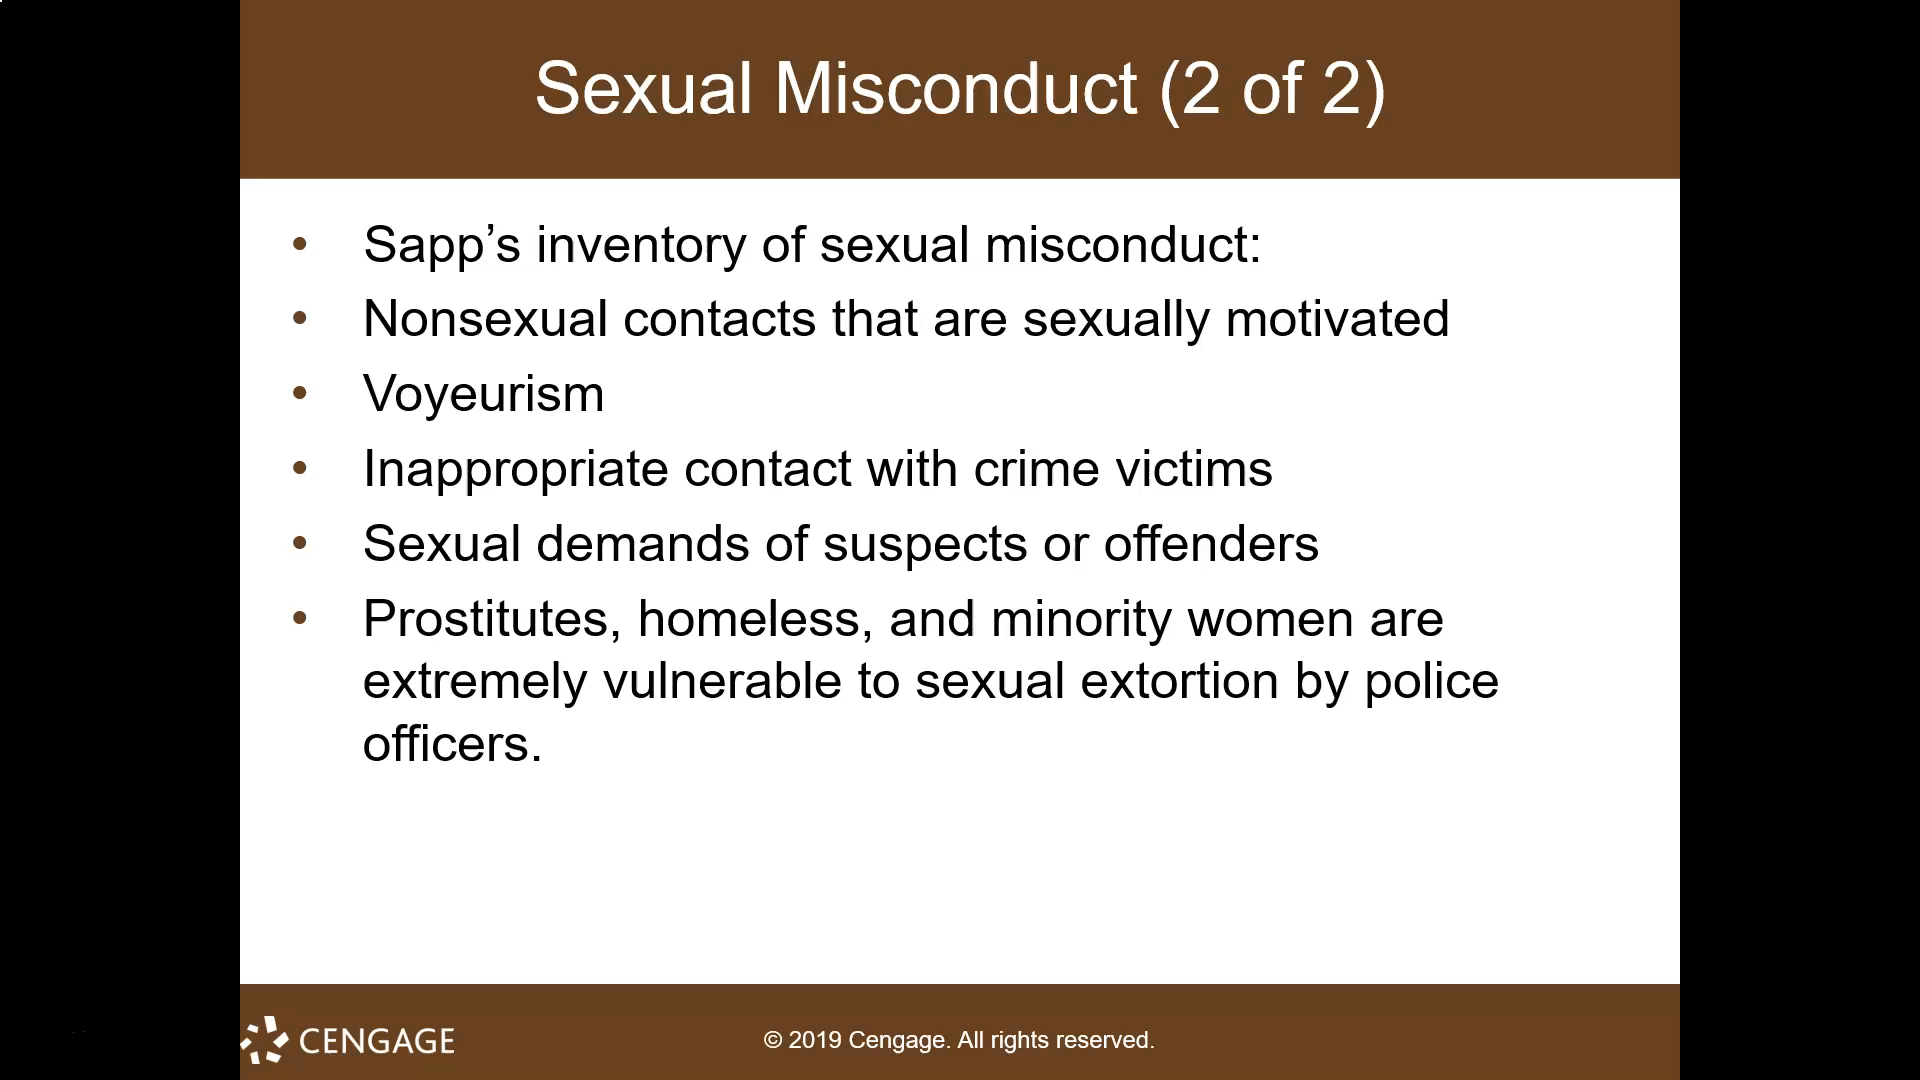 Sexual Misconduct (2 of 2)
• Sapp’s inventory of sexual misconduct:
• Nonsexual contacts that are sexually motivated
• Voyeurism
• Inappropriate contact with crime victims
• Sexual demands of suspects or offenders
• Prostitutes, homeless, and minority women are
extremely vulnerable to sexual extortion by police
officers.
CENGAGE
© 2019 Cengage. All rights reserved.